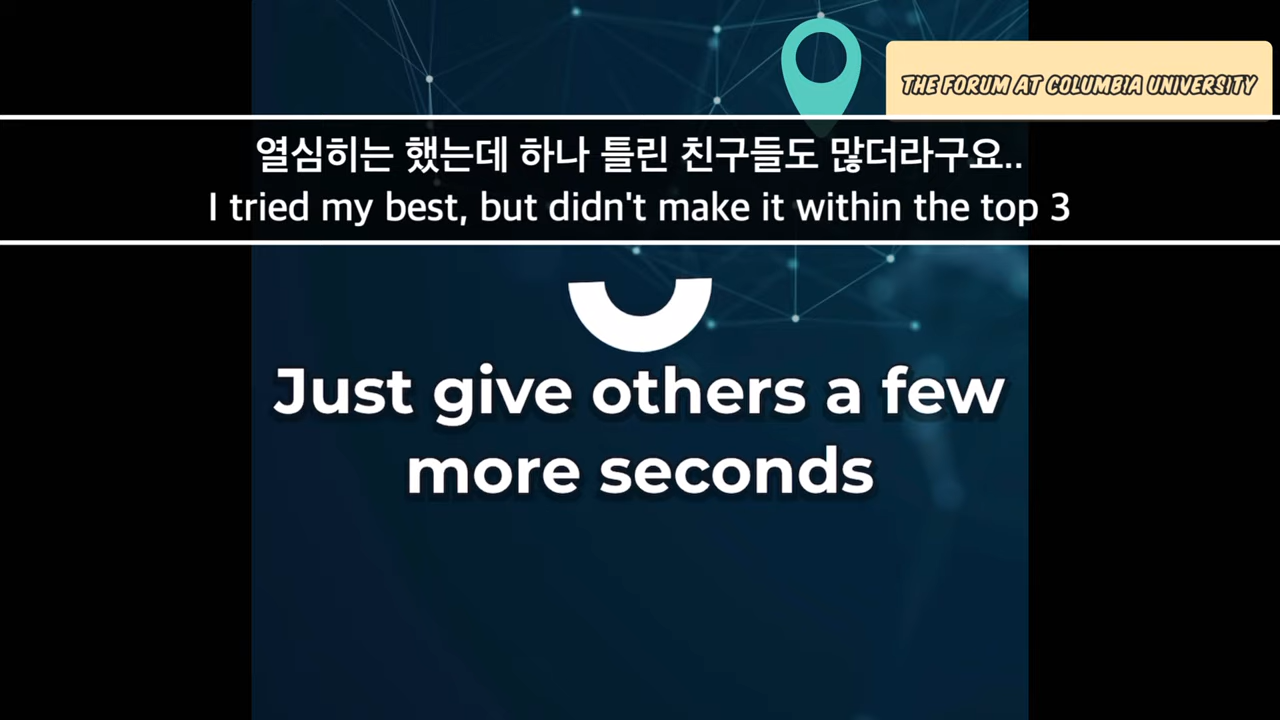 THE FORUM AT COLUMBIA UNIVERSITY
열심히는 했는데 하나 틀린 친구들도 많더라구요..
I tried my best, but didn't make it within the top 3
Just give others a few
more seconds